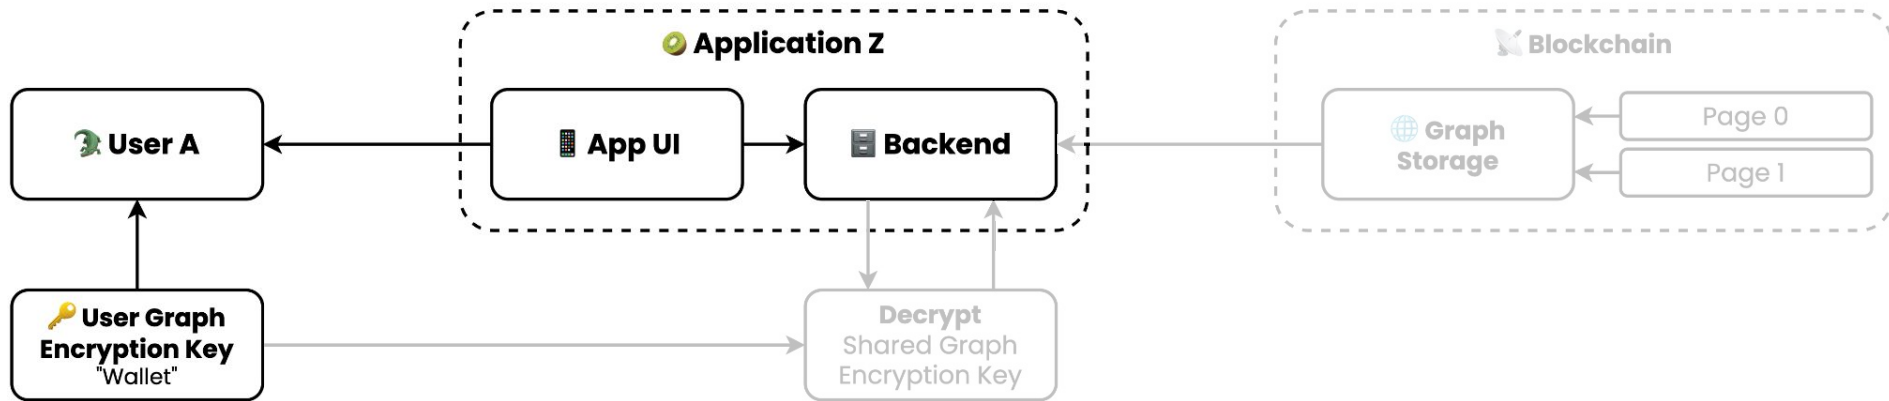 Application Z
Blockchain
User A
App UI
Backend
Graph
Storage
Page 0
Page 1
User Graph
Encryption Key
"Wallet"
Decrypt
Shared Graph
Encryption Key